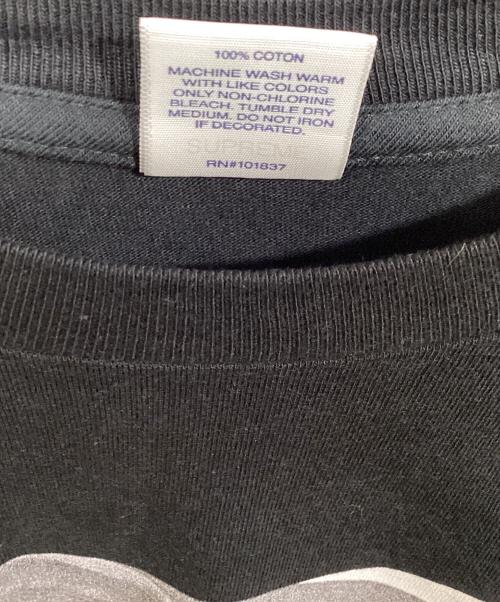 100% COTON
MACHINE WASH WARM
WITH LIKE COLORS
ONLY NON-CHLORINE
BLEACH. TUMBLE DRY
MEDIUM. DO NOT IRON
IF DECORATED.
SUPREME
RN#101837